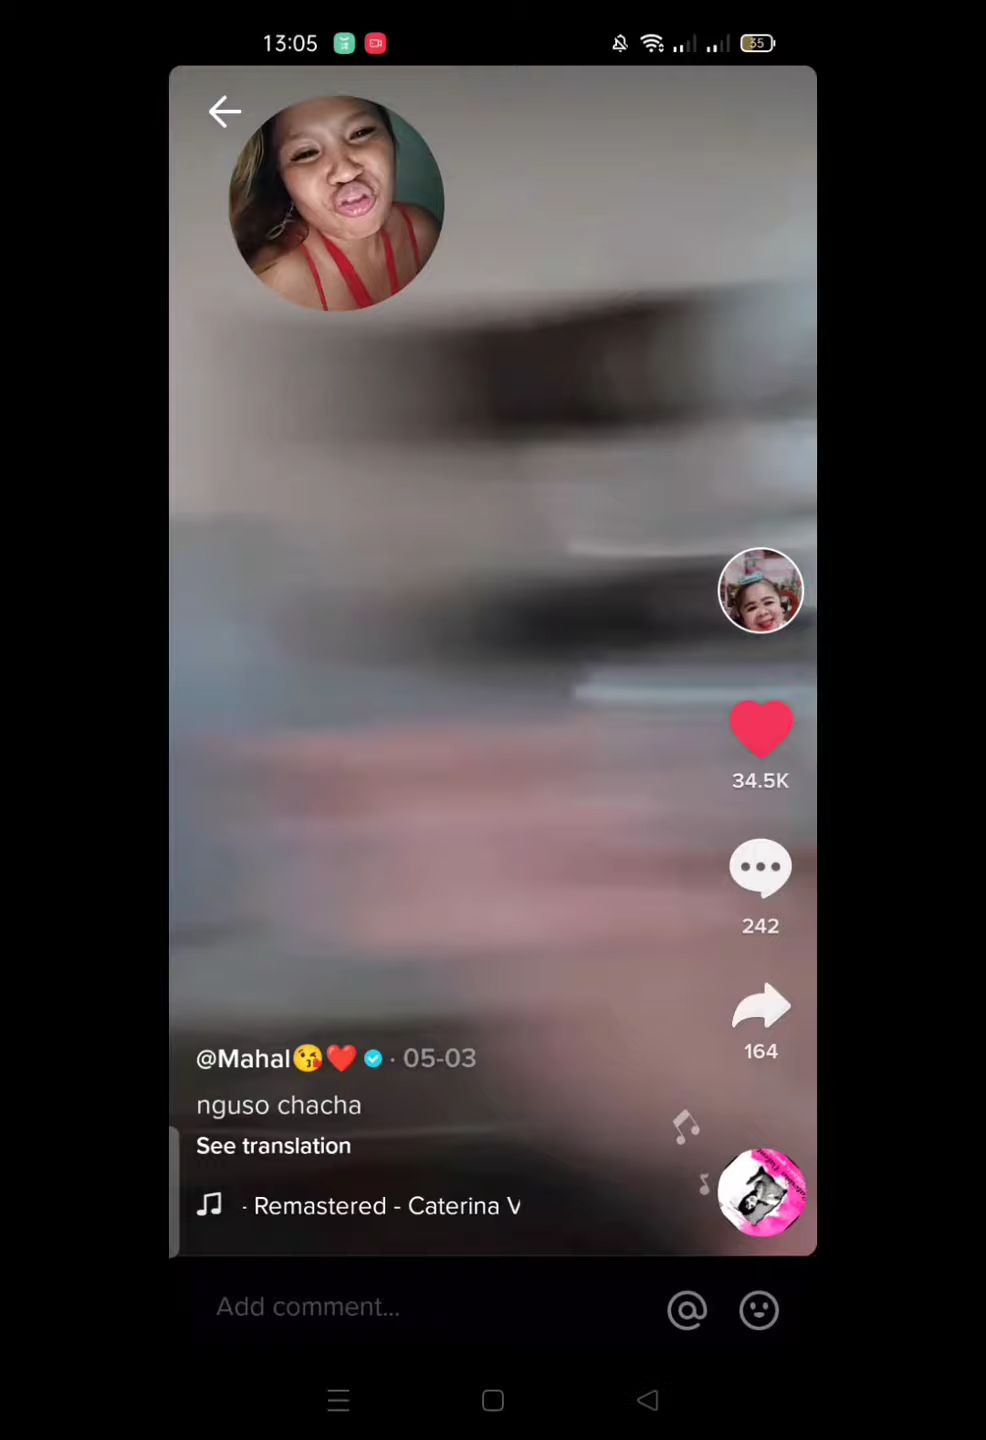 13:05
35
34.5K
242
164
@Mahal😘❤️ · 05-03
nguso chacha
See translation
· Remastered - Caterina V
Add comment...